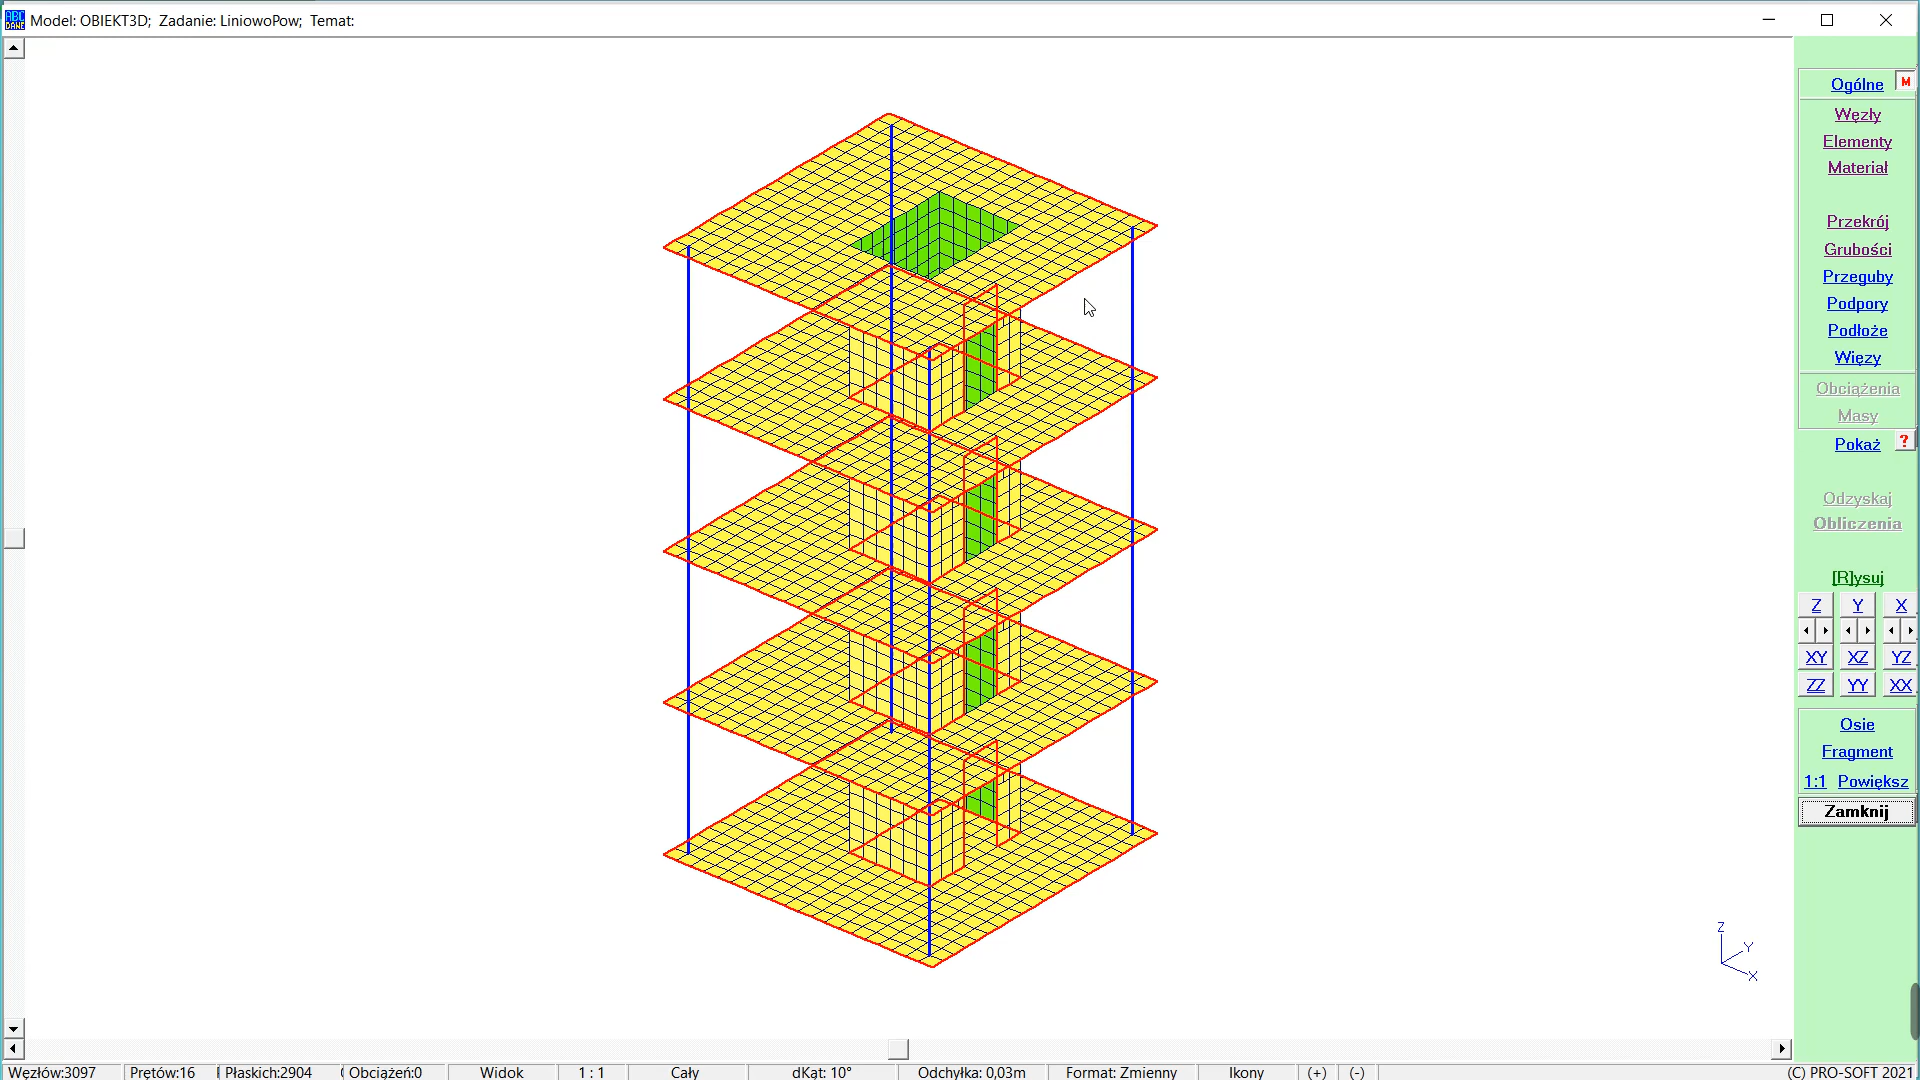 ABC
DANE
Model: OBIEKT3D; Zadanie: LiniowoPow; Temat:
Ogólne
M
Węzły
Elementy
Materiał
Przekrój
Grubości
Przeguby
Podpory
Podłoże
Więzy
Obciążenia
Masy
Pokaż
?
Odzyskaj
Obliczenia
[R]ysuj
Z Y X
XY XZ YZ
ZZ YY XX
Osie
Fragment
1:1 Powiększ
Zamknij
Z
Y
X
Węzłów:3097 Prętów:16 Płaskich:2904 Obciążeń:0 Widok 1 : 1 Cały dKąt: 10° Odchyłka: 0,03m Format: Zmienny Ikony (+) (-) (C) PRO-SOFT 2021